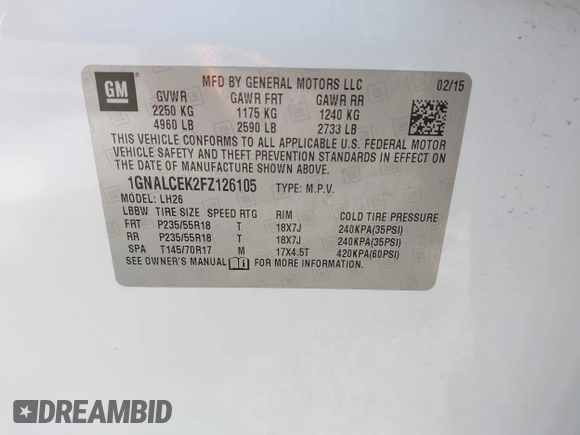 GM
MFD BY GENERAL MOTORS LLC 02/15
GVWR GAWR FRT GAWR RR
2250 KG 1175 KG 1240 KG
4960 LB 2590 LB 2733 LB
THIS VEHICLE CONFORMS TO ALL APPLICABLE U.S. FEDERAL MOTOR
VEHICLE SAFETY AND THEFT PREVENTION STANDARDS IN EFFECT ON
THE DATE OF MANUFACTURE SHOWN ABOVE.
1GNALCEK2FZ126105 TYPE: M.P.V.
MODEL: LH26
LBBW TIRE SIZE SPEED RTG RIM COLD TIRE PRESSURE
FRT P235/55R18 T 18X7J 240KPA(35PSI)
RR P235/55R18 T 18X7J 240KPA(35PSI)
SPA T145/70R17 M 17X4.5T 420KPA(60PSI)
SEE OWNER'S MANUAL FOR MORE INFORMATION.
DREAMBID